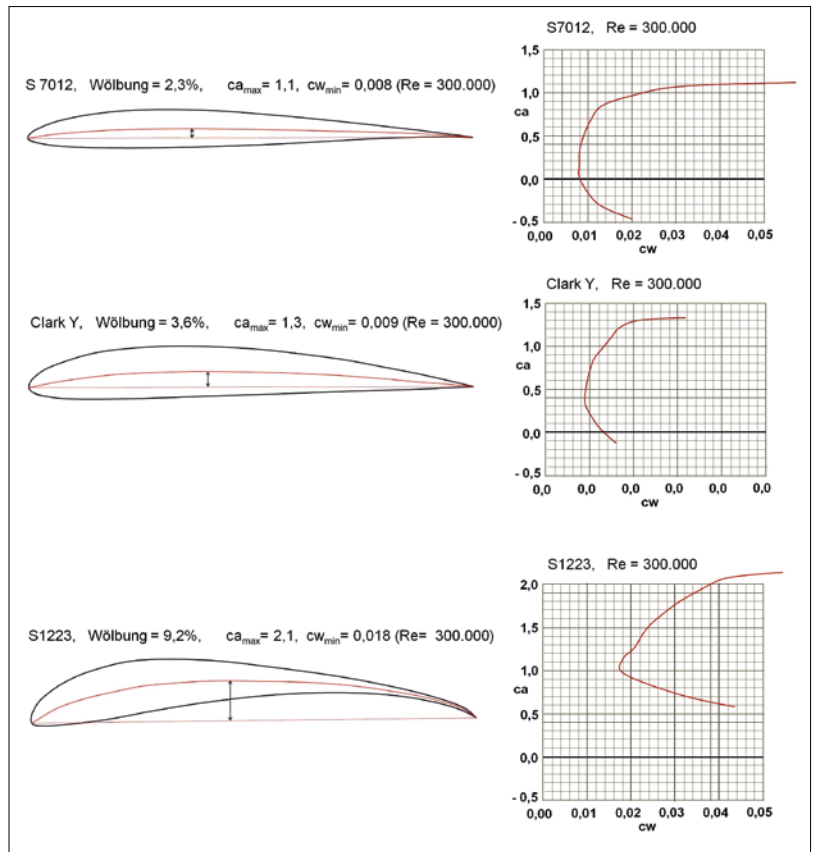 S7012, Re = 300.000
S 7012, Wölbung = 2,3%, ca max = 1,1, cw min = 0,008 (Re = 300.000)
1,5
ca
1,0
0,5
0,0
- 0,5
0,00 0,01 0,02 0,03 0,04 0,05
cw
Clark Y, Re = 300.000
Clark Y, Wölbung = 3,6%, ca max = 1,3, cw min = 0,009 (Re = 300.000)
1,5
1,0
ca
0,5
0,0
- 0,5
0,0 0,0 0,0 0,0 0,0 0,0
cw
S1223, Re = 300.000
S1223, Wölbung = 9,2%, ca max = 2,1, cw min = 0,018 (Re= 300.000)
2,0
1,5
1,0
ca
0,5
0,0
- 0,5
0,00 0,01 0,02 0,03 0,04 0,05
cw